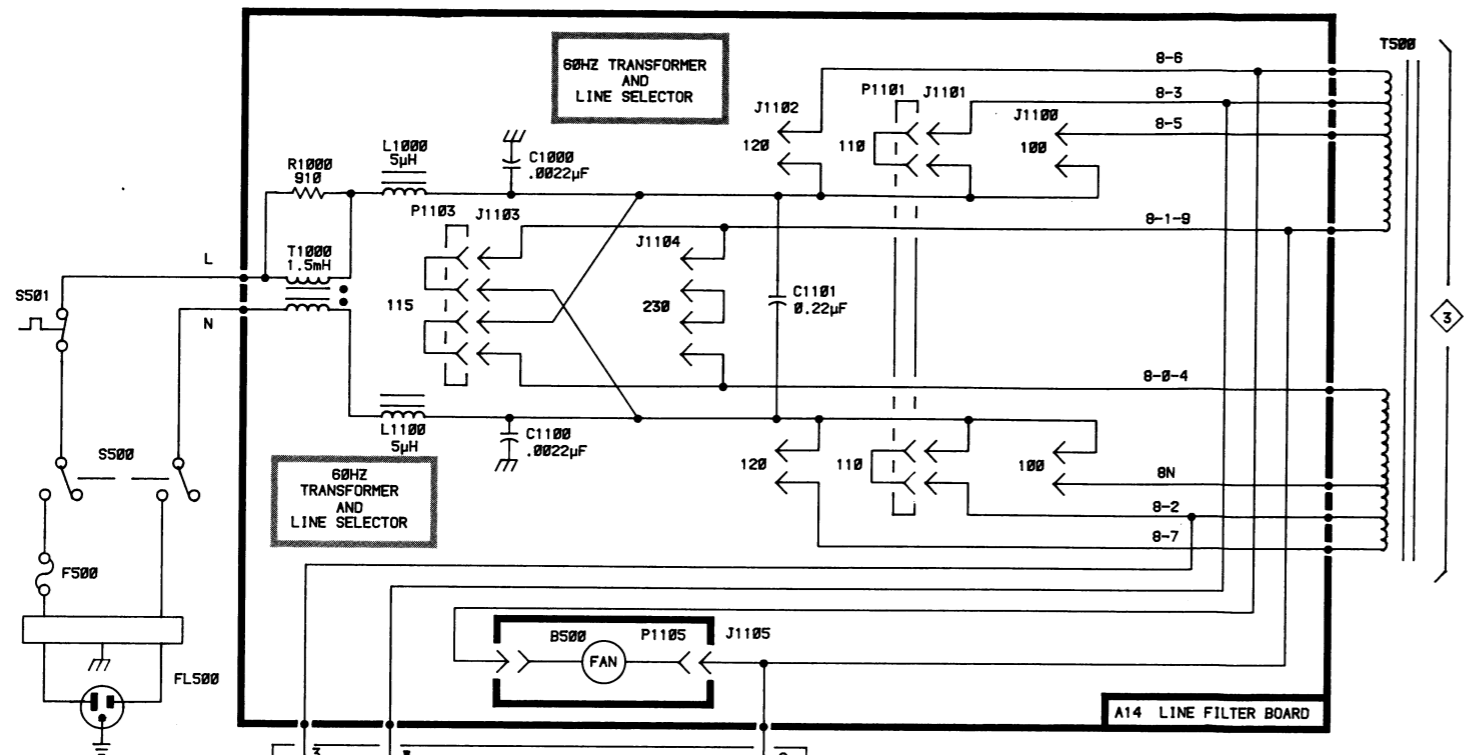 T500
8-6
60HZ TRANSFORMER
AND
LINE SELECTOR
P1101 J1101
8-3
J1102
J1100
8-5
120
110
100
L1000
5µH
C1000
.0022µF
R1000
910
P1103 J1103
8-1-9
J1104
L
T1000
1.5mH
S501
115
230
C1101
0.22µF
3
N
8-0-4
L1100
5µH
C1100
.0022µF
S500
120
110
100
8N
60HZ
TRANSFORMER
AND
LINE SELECTOR
8-2
8-7
F500
B500
P1105
J1105
FAN
FL500
A14 LINE FILTER BOARD
3